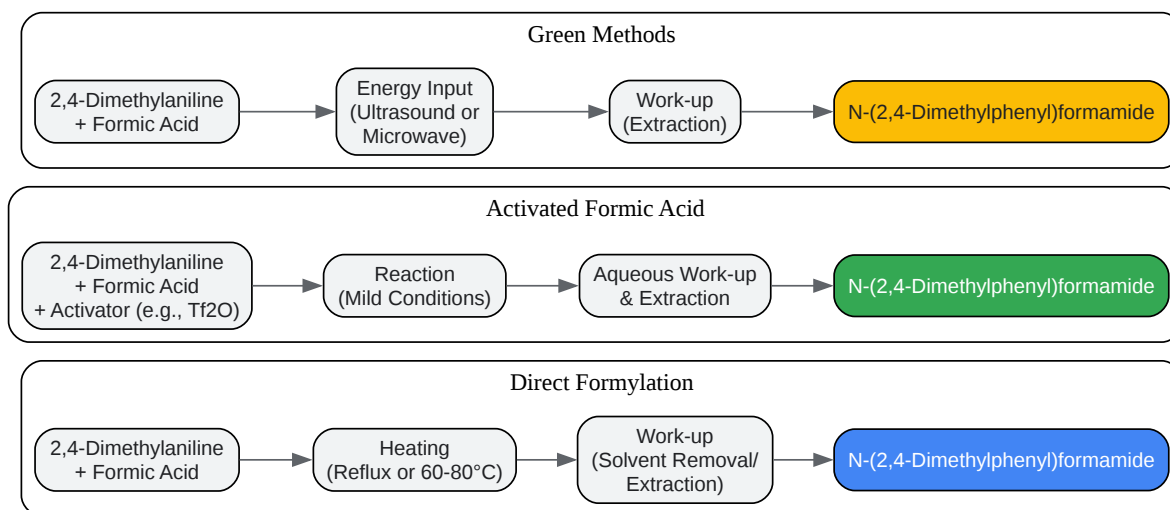 Green Methods
2,4-Dimethylaniline
+ Formic Acid
Energy Input
(Ultrasound or
Microwave)
Work-up
(Extraction)
N-(2,4-Dimethylphenyl)formamide
Activated Formic Acid
2,4-Dimethylaniline
+ Formic Acid
+ Activator (e.g., Tf2O)
Reaction
(Mild Conditions)
Aqueous Work-up
& Extraction
N-(2,4-Dimethylphenyl)formamide
Direct Formylation
2,4-Dimethylaniline
+ Formic Acid
Heating
(Reflux or 60-80°C)
Work-up
(Solvent Removal/
Extraction)
N-(2,4-Dimethylphenyl)formamide